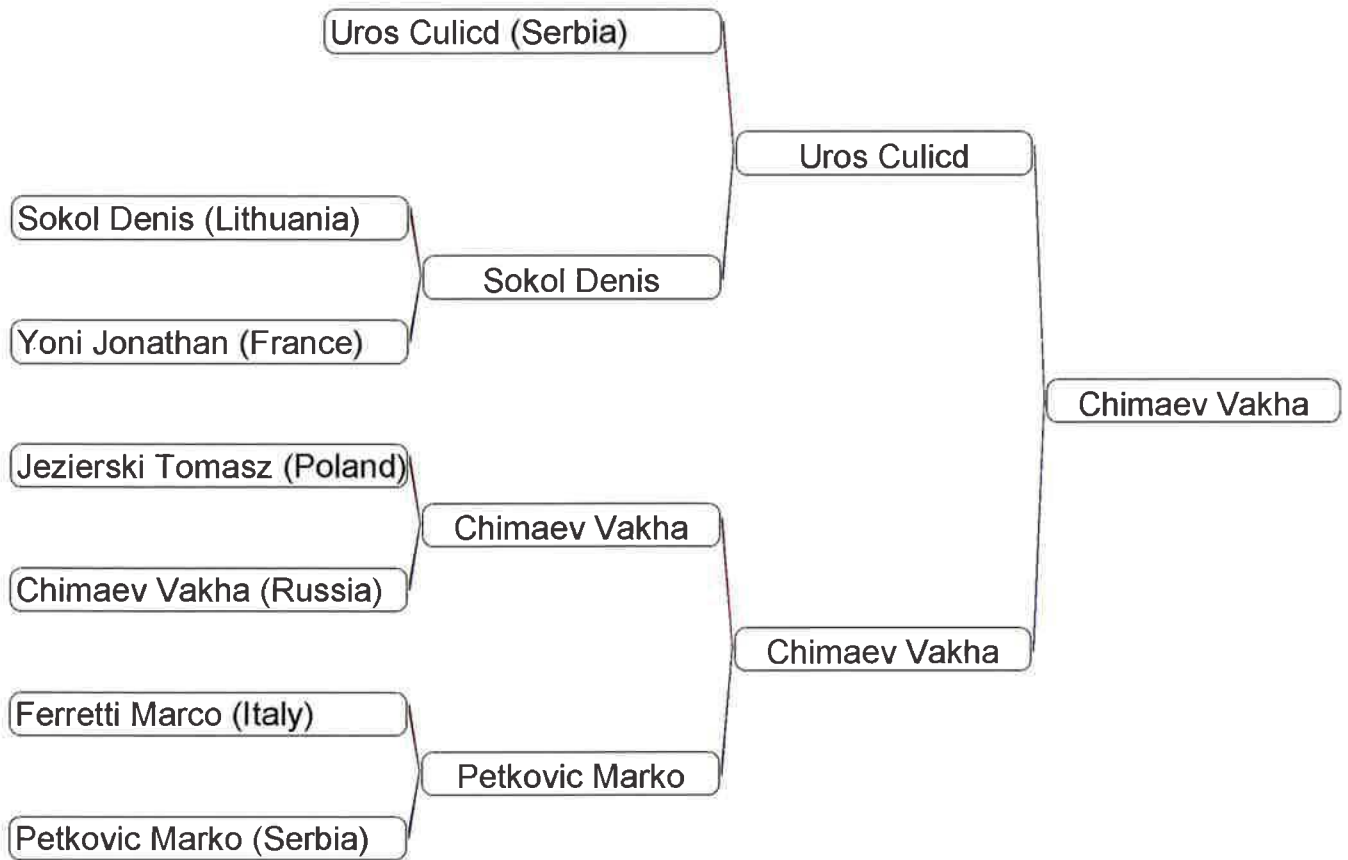 Uros Culicd (Serbia)
Uros Culicd
Sokol Denis (Lithuania)
Sokol Denis
Yoni Jonathan (France)
Chimaev Vakha
Jezierski Tomasz (Poland)
Chimaev Vakha
Chimaev Vakha (Russia)
Chimaev Vakha
Ferretti Marco (Italy)
Petkovic Marko
Petkovic Marko (Serbia)